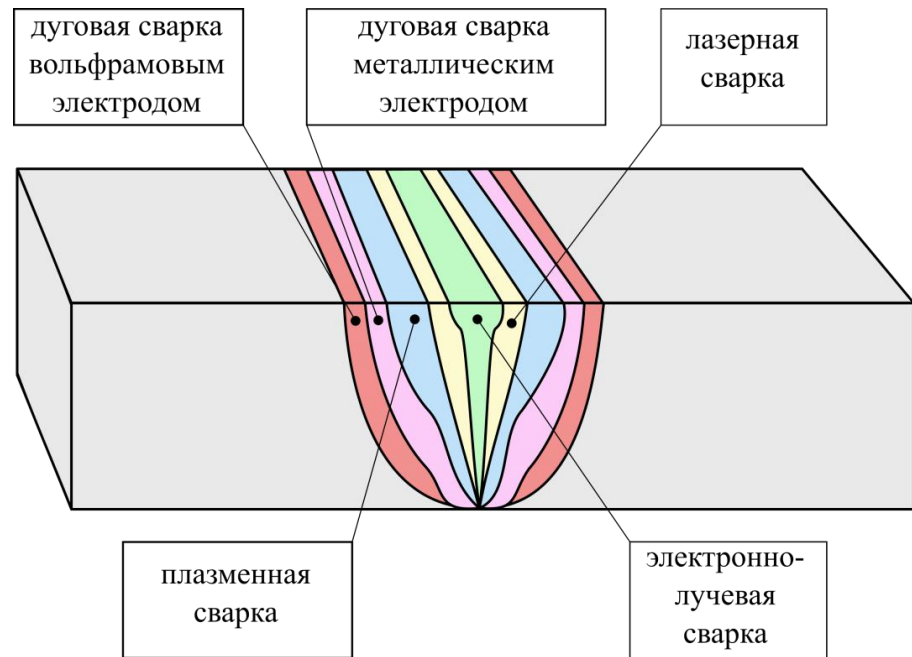 дуговая сварка
вольфрамовым
электродом
дуговая сварка
металлическим
электродом
лазерная
сварка
плазменная
сварка
электронно-
лучевая
сварка